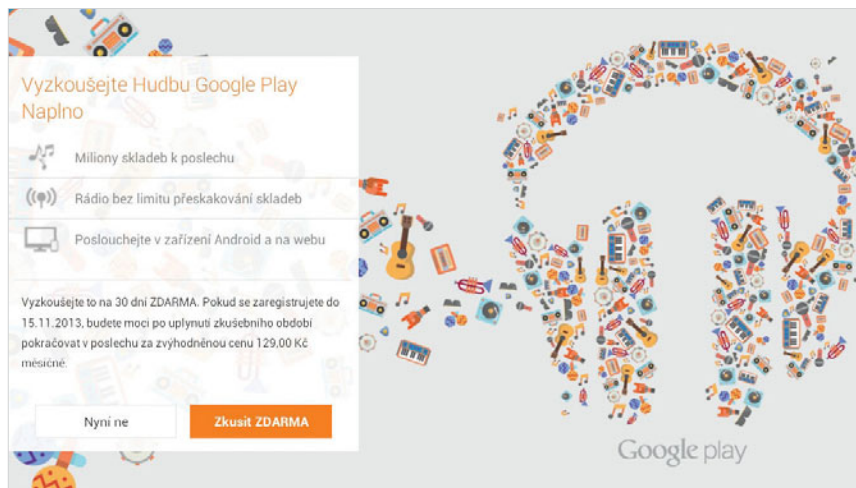 Vyzkoušejte Hudbu Google Play
Naplno
Miliony skladeb k poslechu
Rádio bez limitu přeskakování skladeb
Poslouchejte v zařízení Android a na webu
Vyzkoušejte to na 30 dní ZDARMA. Pokud se zaregistrujete do
15.11.2013, budete moci po uplynutí zkušebního období
pokračovat v poslechu za zvýhodněnou cenu 129,00 Kč
měsíčně.
Nyní ne
Zkusit ZDARMA
Google play